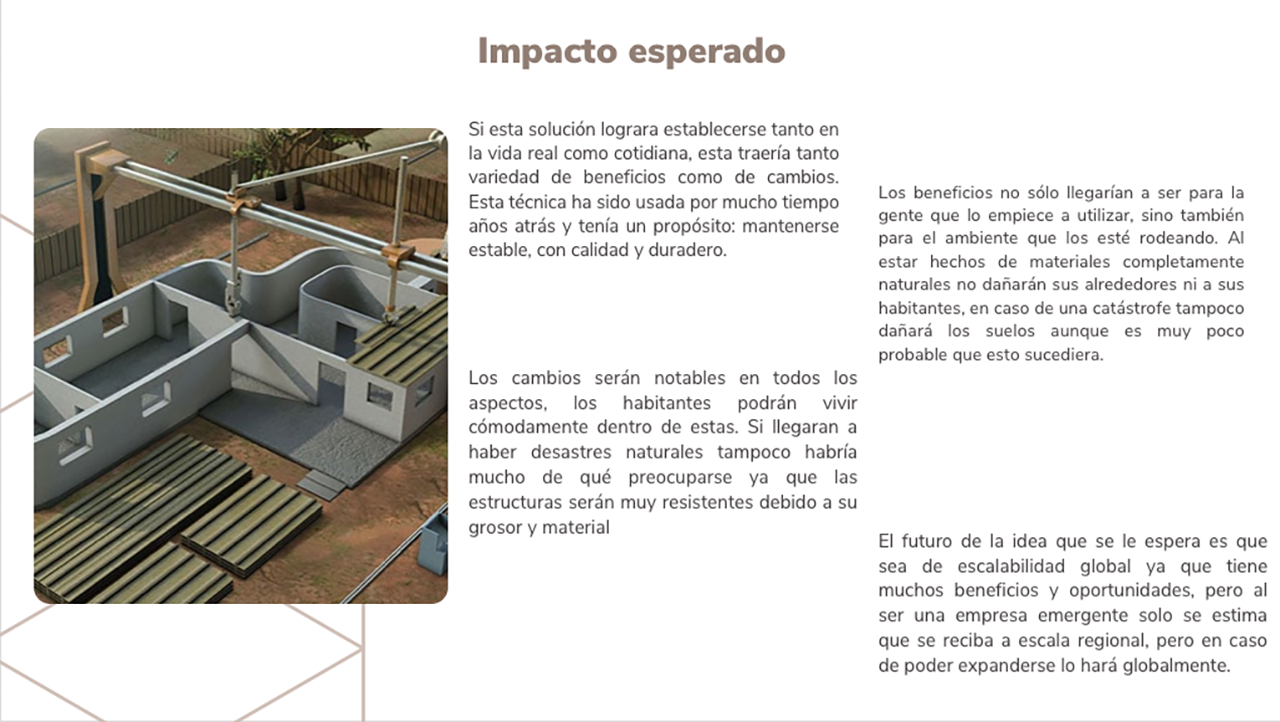 Impacto esperado
Si esta solución lograra establecerse tanto en
la vida real como cotidiana, esta traería tanto
variedad de beneficios como de cambios.
Esta técnica ha sido usada por mucho tiempo
años atrás y tenía un propósito: mantenerse
estable, con calidad y duradero.
Los cambios serán notables en todos los
aspectos, los habitantes podrán vivir
cómodamente dentro de estas. Si llegaran a
haber desastres naturales tampoco habría
mucho de qué preocuparse ya que las
estructuras serán muy resistentes debido a su
grosor y material
Los beneficios no sólo llegarían a ser para la
gente que lo empiece a utilizar, sino también
para el ambiente que los esté rodeando. Al
estar hechos de materiales completamente
naturales no dañarán sus alrededores ni a sus
habitantes, en caso de una catástrofe tampoco
dañará los suelos aunque es muy poco
probable que esto sucediera.
El futuro de la idea que se le espera es que
sea de escalabilidad global ya que tiene
muchos beneficios y oportunidades, pero al
ser una empresa emergente solo se estima
que se reciba a escala regional, pero en caso
de poder expanderse lo hará globalmente.